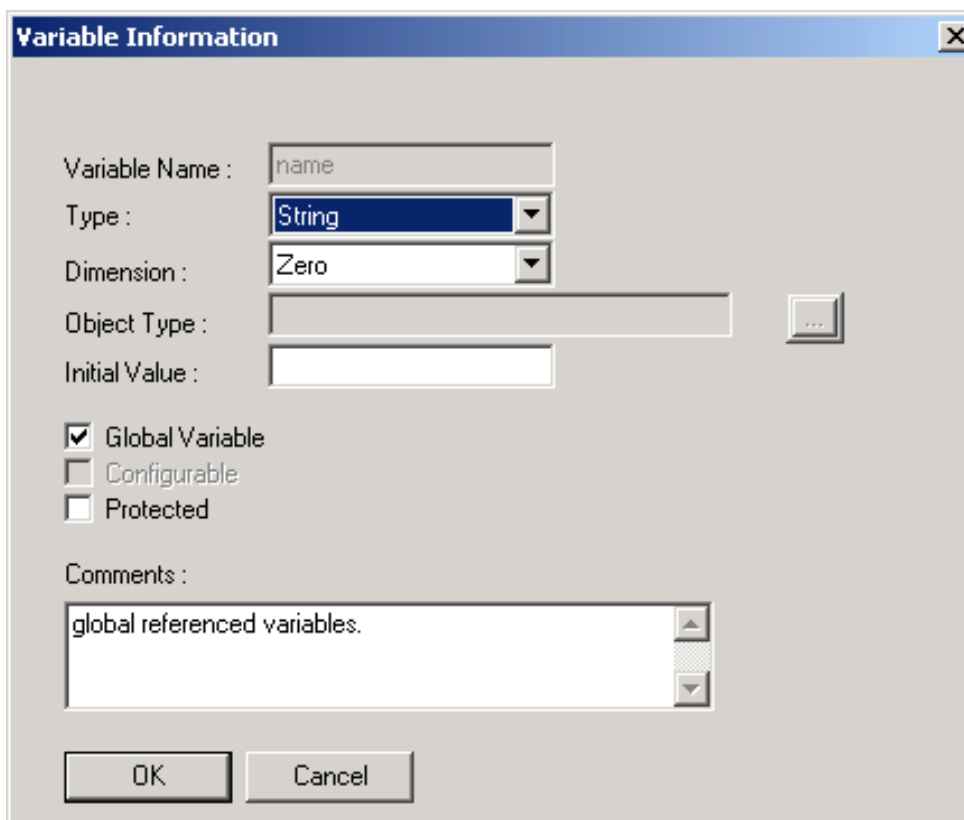 Variable Information
Variable Name : name
Type : String
Dimension : Zero
Object Type : ...
Initial Value :
Global Variable
Configurable
Protected
Comments :
global referenced variables.
OK Cancel